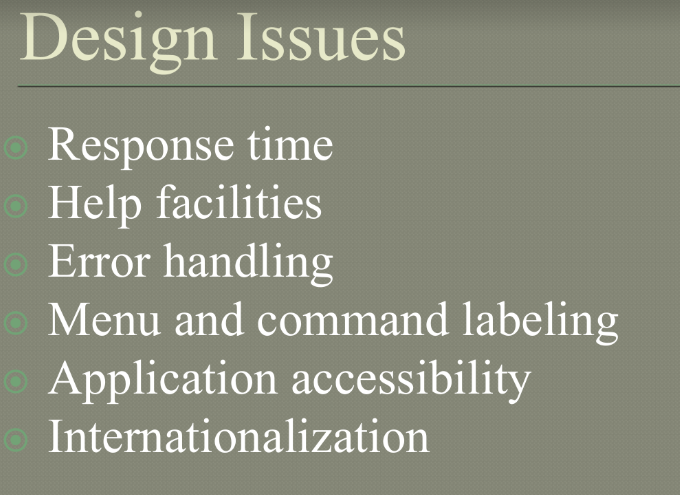 Design Issues
Response time
Help facilities
Error handling
Menu and command labeling
Application accessibility
Internationalization